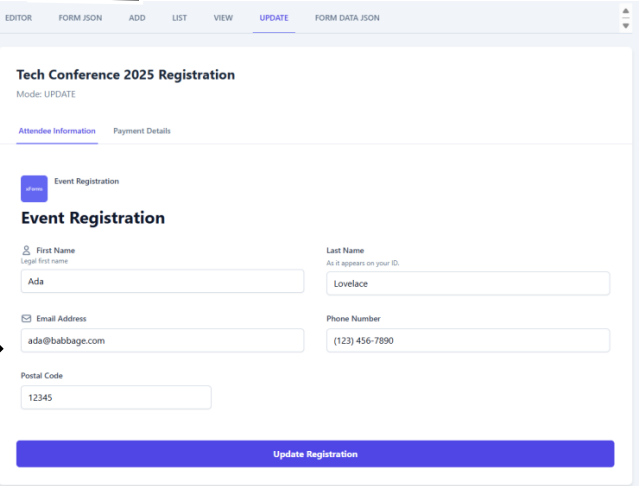 EDITOR FORM JSON ADD LIST VIEW UPDATE FORM DATA JSON
Tech Conference 2025 Registration
Mode: UPDATE
Attendee Information Payment Details
eForms
Event Registration
Event Registration
First Name Last Name
Legal first name As it appears on your ID.
Ada Lovelace
Email Address Phone Number
ada@babbage.com (123) 456-7890
Postal Code
12345
Update Registration